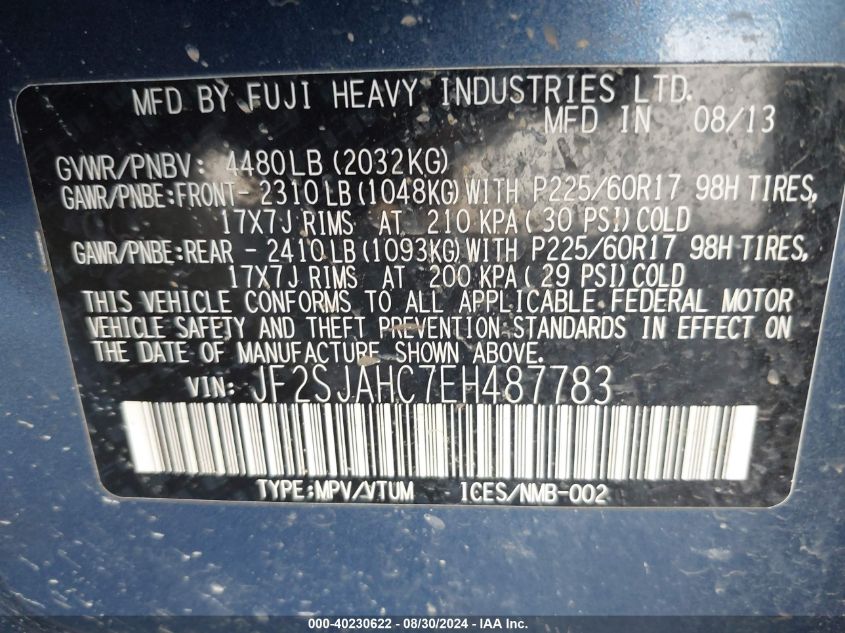 MFD BY FUJI HEAVY INDUSTRIES LTD.
MFD IN 08/13
GVWR/PNBV: 4480LB(2032KG)
GAWR/PNBE:FRONT- 2310LB(1048KG)WITH P225/60R17 98H TIRES,
17X7J RIMS AT 210 KPA(30 PSI)COLD
GAWR/PNBE:REAR - 2410LB(1093KG)WITH P225/60R17 98H TIRES,
17X7J RIMS AT 200 KPA(29 PSI)COLD
THIS VEHICLE CONFORMS TO ALL APPLICABLE FEDERAL MOTOR
VEHICLE SAFETY AND THEFT PREVENTION STANDARDS IN EFFECT ON
THE DATE OF MANUFACTURE SHOWN ABOVE.
VIN: JF2SJAHC7EH487783
TYPE:MPV/VTUM ICES/NMB-002
000-40230622 - 08/30/2024 - IAA Inc.